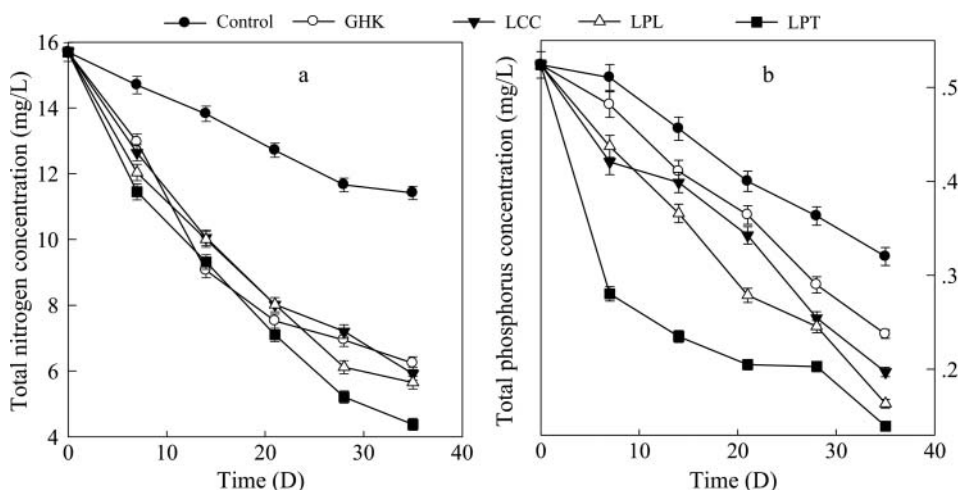 Control GHK LCC LPL LPT
a
Total nitrogen concentration (mg/L)
16
14
12
10
8
6
4
0 10 20 30 40
Time (D)
b
Total phosphorus concentration (mg/L)
.5
.4
.3
.2
0 10 20 30 40
Time (D)